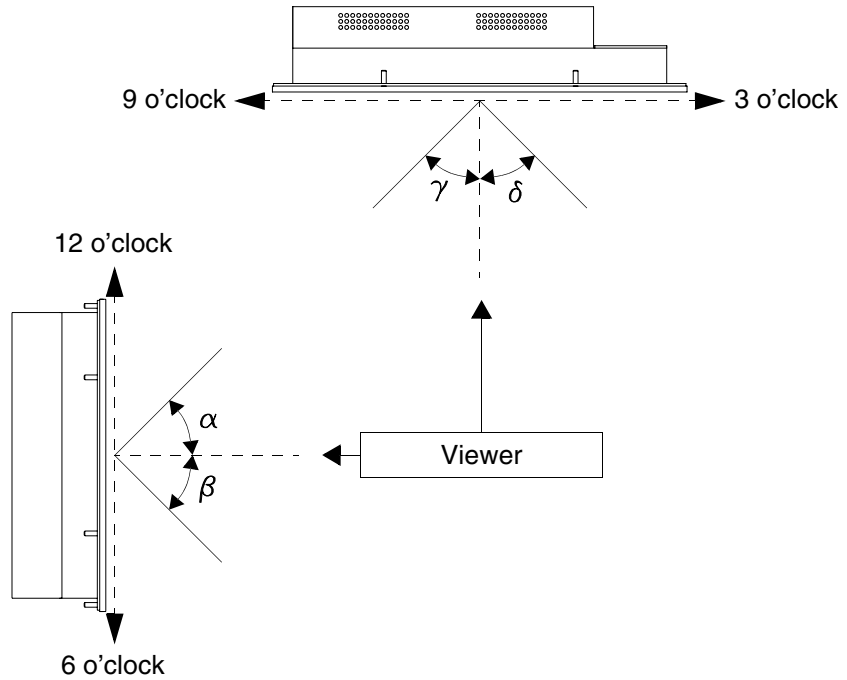 9 o'clock
3 o'clock
γ
δ
12 o'clock
α
Viewer
β
6 o'clock